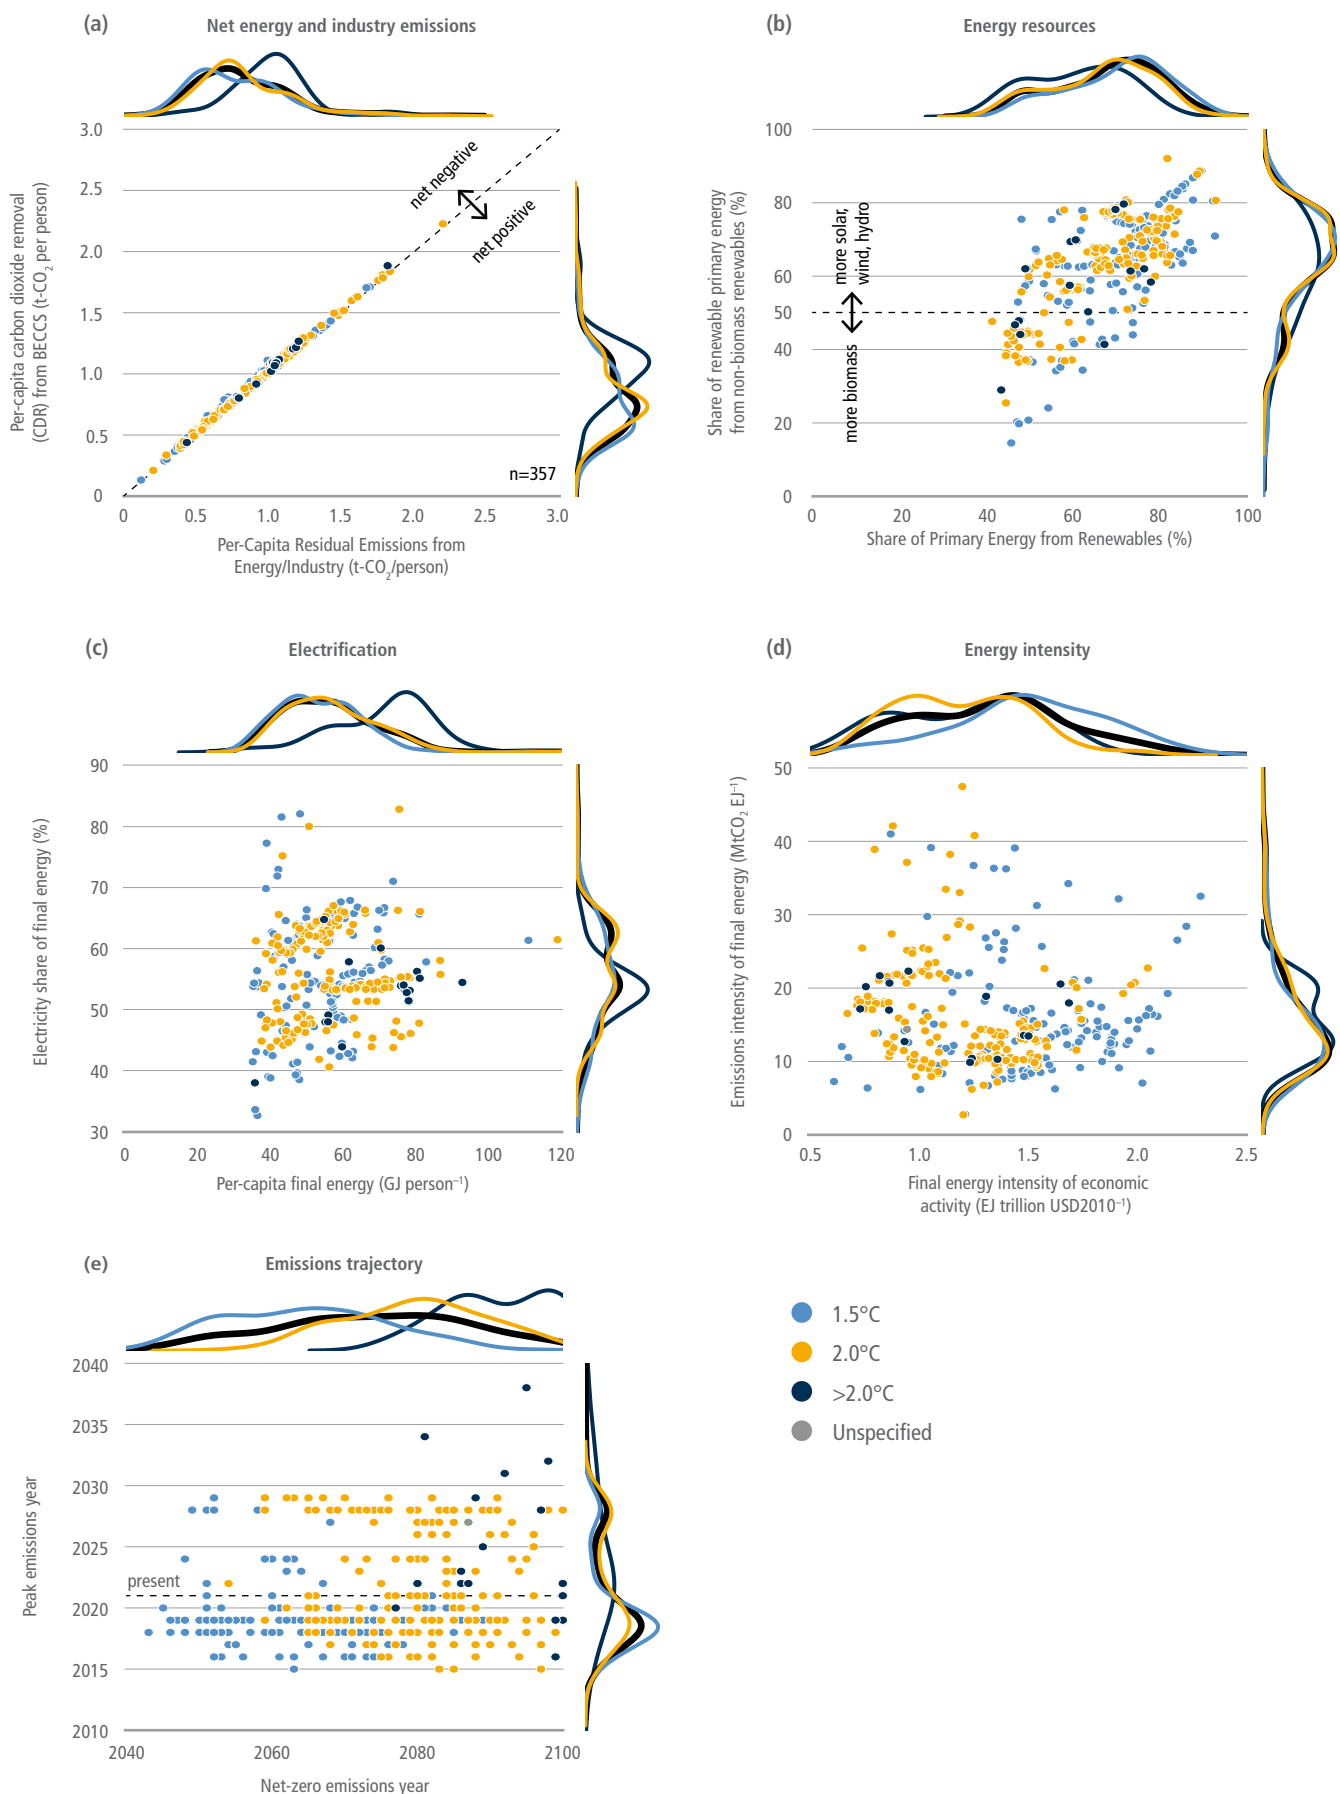 (a) Net energy and industry emissions
Per-capita carbon dioxide removal
(CDR) from BECCS (t-CO₂ per person)
3.0
2.5
2.0
1.5
1.0
0.5
0
net negative
net positive
n=357
0 0.5 1.0 1.5 2.0 2.5 3.0
Per-Capita Residual Emissions from
Energy/Industry (t-CO₂/person)
(b) Energy resources
Share of renewable primary energy
from non-biomass renewables (%)
100
80
60
50
40
20
0
more solar,
wind, hydro
more biomass
0 20 40 60 80 100
Share of Primary Energy from Renewables (%)
(c) Electrification
Electricity share of final energy (%)
90
80
70
60
50
40
30
0 20 40 60 80 100 120
Per-capita final energy (GJ person⁻¹)
(d) Energy intensity
Emissions intensity of final energy (MtCO₂ EJ⁻¹)
50
40
30
20
10
0
0.5 1.0 1.5 2.0 2.5
Final energy intensity of economic
activity (EJ trillion USD2010⁻¹)
(e) Emissions trajectory
Peak emissions year
2040
2035
2030
2025
present
2020
2015
2010
2040 2060 2080 2100
Net-zero emissions year
1.5°C
2.0°C
>2.0°C
Unspecified